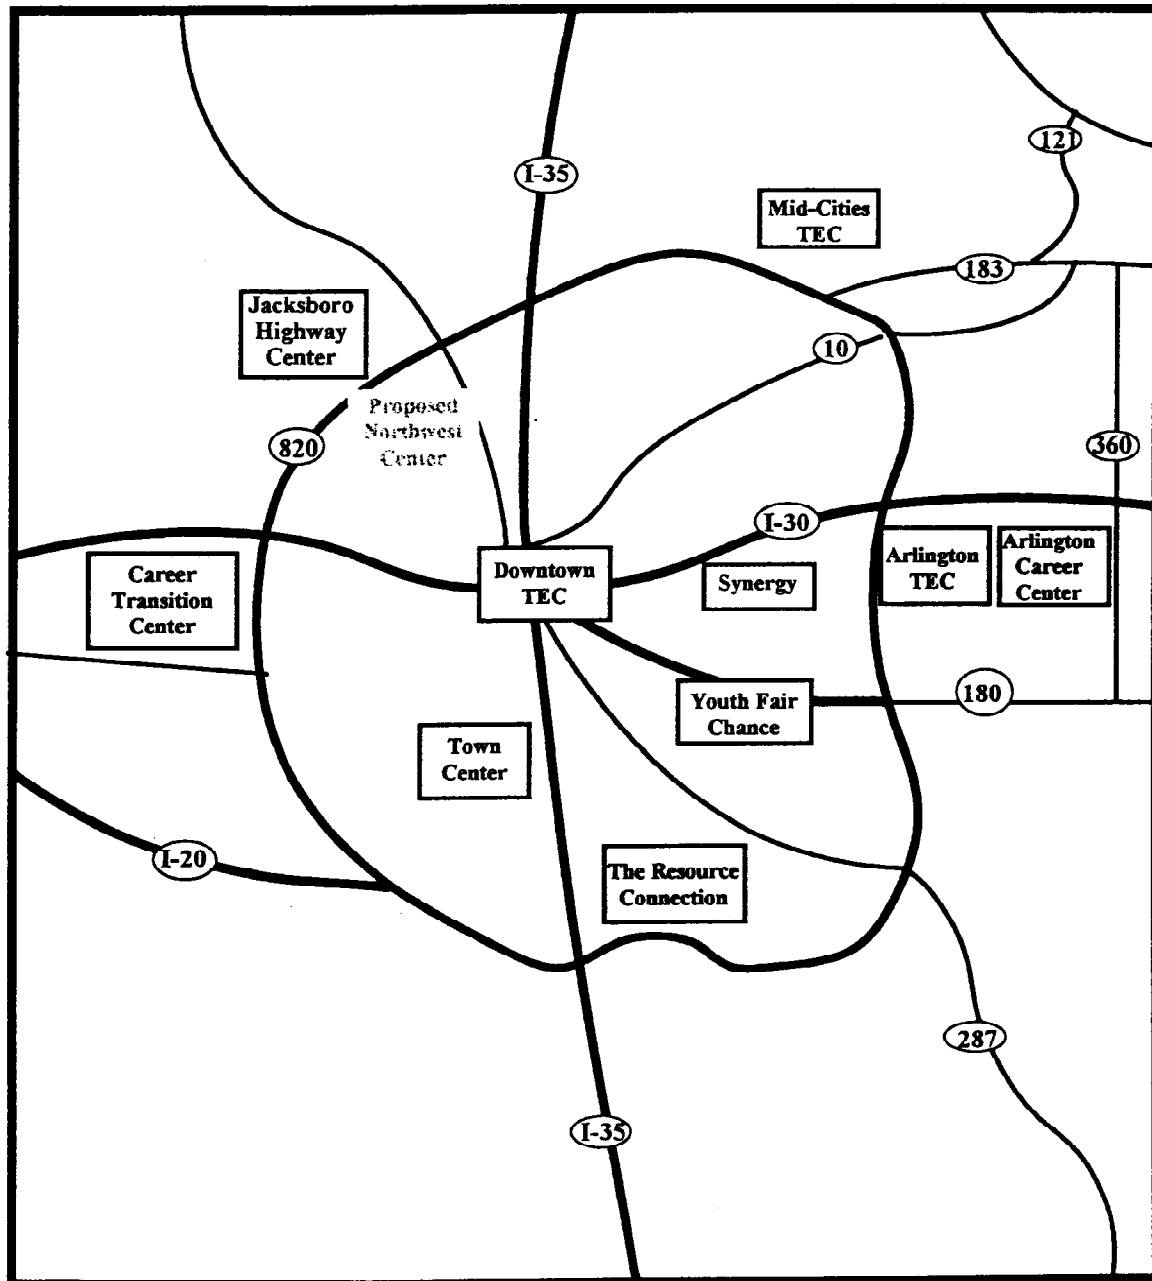 121
I-35
Mid-Cities
TEC
183
Jacksboro
Highway
Center
10
Proposed
Northwest
Center
820
360
I-30
Downtown
TEC
Synergy
Arlington
TEC
Arlington
Career
Center
Career
Transition
Center
Youth Fair
Chance
180
Town
Center
I-20
The Resource
Connection
287
I-35